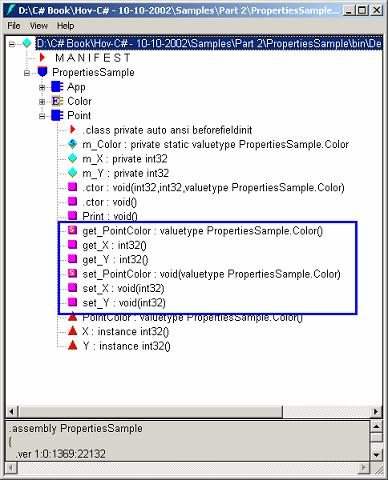 D:\C# Book\Hov-C# - 10-10-2002\Samples\Part 2\PropertiesSample\
File View Help
D:\C# Book\Hov-C# - 10-10-2002\Samples\Part 2\PropertiesSample\bin\De
M A N I F E S T
PropertiesSample
App
Color
Point
.class private auto ansi beforefieldinit
m_Color : private static valuetype PropertiesSample.Color
m_X : private int32
m_Y : private int32
.ctor : void(int32,int32,valuetype PropertiesSample.Color)
.ctor : void()
Print : void()
get_PointColor : valuetype PropertiesSample.Color()
get_X : int32()
get_Y : int32()
set_PointColor : void(valuetype PropertiesSample.Color)
set_X : void(int32)
set_Y : void(int32)
PointColor : valuetype PropertiesSample.Color()
X : instance int32()
Y : instance int32()
.assembly PropertiesSample
{
.ver 1:0:1369:22132